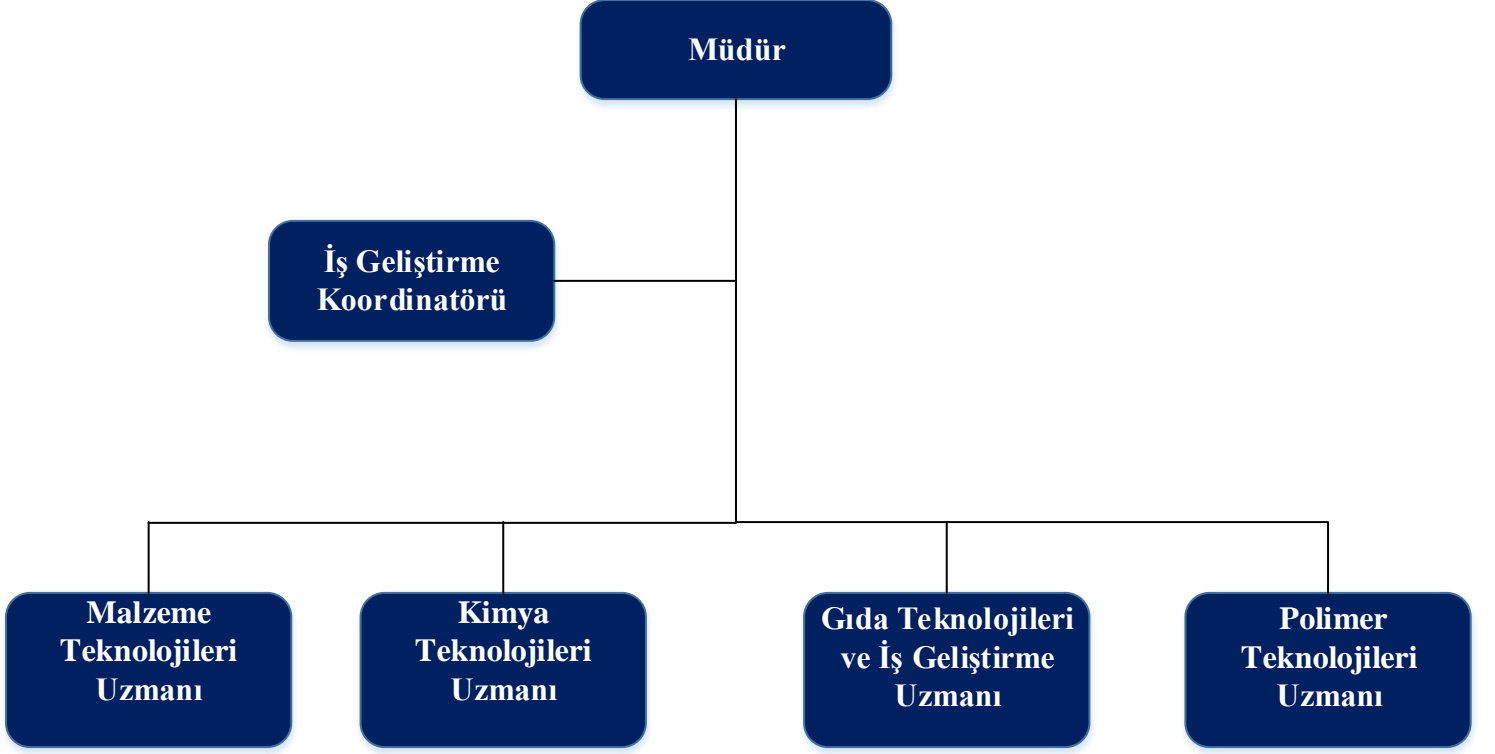 Müdür
İş Geliştirme
Koordinatörü
Malzeme
Teknolojileri
Uzmanı
Kimya
Teknolojileri
Uzmanı
Gıda Teknolojileri
ve İş Geliştirme
Uzmanı
Polimer
Teknolojileri
Uzmanı